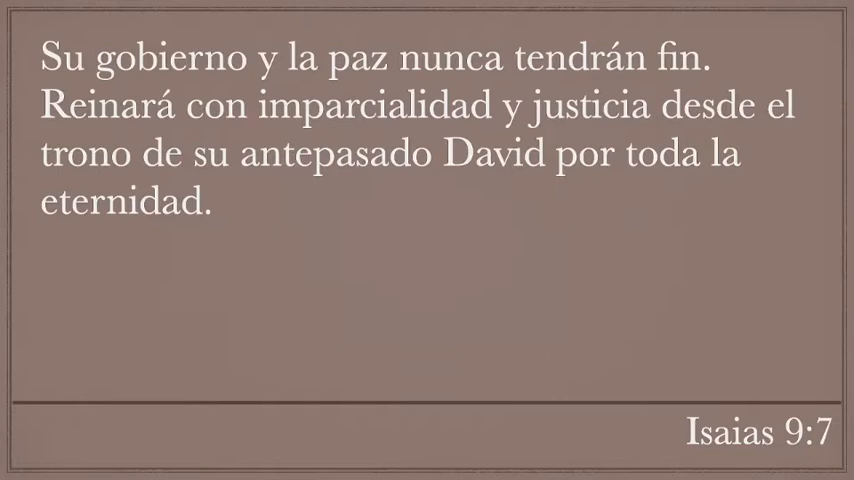 Su gobierno y la paz nunca tendrán fin.
Reinará con imparcialidad y justicia desde el
trono de su antepasado David por toda la
eternidad.
Isaias 9:7